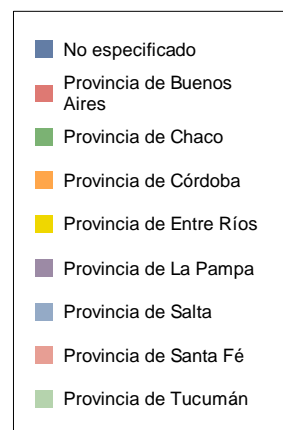 No especificado
Provincia de Buenos
Aires
Provincia de Chaco
Provincia de Córdoba
Provincia de Entre Ríos
Provincia de La Pampa
Provincia de Salta
Provincia de Santa Fé
Provincia de Tucumán